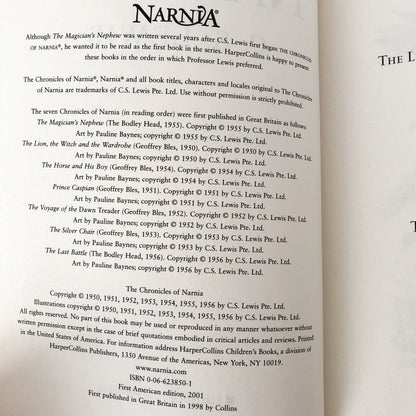 NARNIA®
Although The Magician's Nephew was written several years after C.S. Lewis first began THE CHRONICLES
OF NARNIA®, he wanted it to be read as the first book in the series. HarperCollins is happy to present
these books in the order in which Professor Lewis preferred.
The Chronicles of Narnia®, Narnia® and all book titles, characters and locales original to The Chronicles
of Narnia are trademarks of C.S. Lewis Pte. Ltd. Use without permission is strictly prohibited.
The seven Chronicles of Narnia (in reading order) were first published in Great Britain as follows:
The Magician's Nephew (The Bodley Head, 1955). Copyright © 1955 by C.S. Lewis Pte. Ltd.
Art by Pauline Baynes; copyright © 1955 by C.S. Lewis Pte. Ltd.
The Lion, the Witch and the Wardrobe (Geoffrey Bles, 1950). Copyright © 1950 by C.S. Lewis Pte. Ltd.
Art by Pauline Baynes; copyright © 1950 by C.S. Lewis Pte. Ltd.
The Horse and His Boy (Geoffrey Bles, 1954). Copyright © 1954 by C.S. Lewis Pte. Ltd.
Art by Pauline Baynes; copyright © 1954 by C.S. Lewis Pte. Ltd.
Prince Caspian (Geoffrey Bles, 1951). Copyright © 1951 by C.S. Lewis Pte. Ltd.
Art by Pauline Baynes; copyright © 1951 by C.S. Lewis Pte. Ltd.
The Voyage of the Dawn Treader (Geoffrey Bles, 1952). Copyright © 1952 by C.S. Lewis Pte. Ltd.
Art by Pauline Baynes; copyright © 1952 by C.S. Lewis Pte. Ltd.
The Silver Chair (Geoffrey Bles, 1953). Copyright © 1953 by C.S. Lewis Pte. Ltd.
Art by Pauline Baynes; copyright © 1953 by C.S. Lewis Pte. Ltd.
The Last Battle (The Bodley Head, 1956). Copyright © 1956 by C.S. Lewis Pte. Ltd.
Art by Pauline Baynes; copyright © 1956 by C.S. Lewis Pte. Ltd.
The Chronicles of Narnia
Copyright © 1950, 1951, 1952, 1953, 1954, 1955, 1956 by C.S. Lewis Pte. Ltd.
Illustrations copyright © 1950, 1951, 1952, 1953, 1954, 1955, 1956 by C.S. Lewis Pte. Ltd.
All rights reserved. No part of this book may be used or reproduced in any manner whatsoever without
written permission except in the case of brief quotations embodied in critical articles and reviews. Printed
in the United States of America. For information address HarperCollins Children's Books, a division of
HarperCollins Publishers, 1350 Avenue of the Americas, New York, NY 10019.
www.narnia.com
ISBN 0-06-623850-1
First American edition, 2001
First published in Great Britain in 1998 by Collins
THE L
T